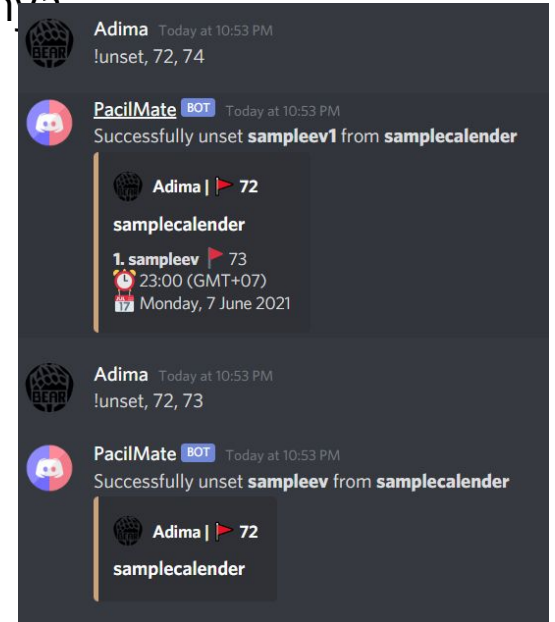 Adima Today at 10:53 PM
!unset, 72, 74
PacilMate BOT Today at 10:53 PM
Successfully unset sampleev1 from samplecalender
Adima | 🚩 72
samplecalender
1. sampleev 🚩 73
⏰ 23:00 (GMT+07)
📅 Monday, 7 June 2021
Adima Today at 10:53 PM
!unset, 72, 73
PacilMate BOT Today at 10:53 PM
Successfully unset sampleev from samplecalender
Adima | 🚩 72
samplecalender